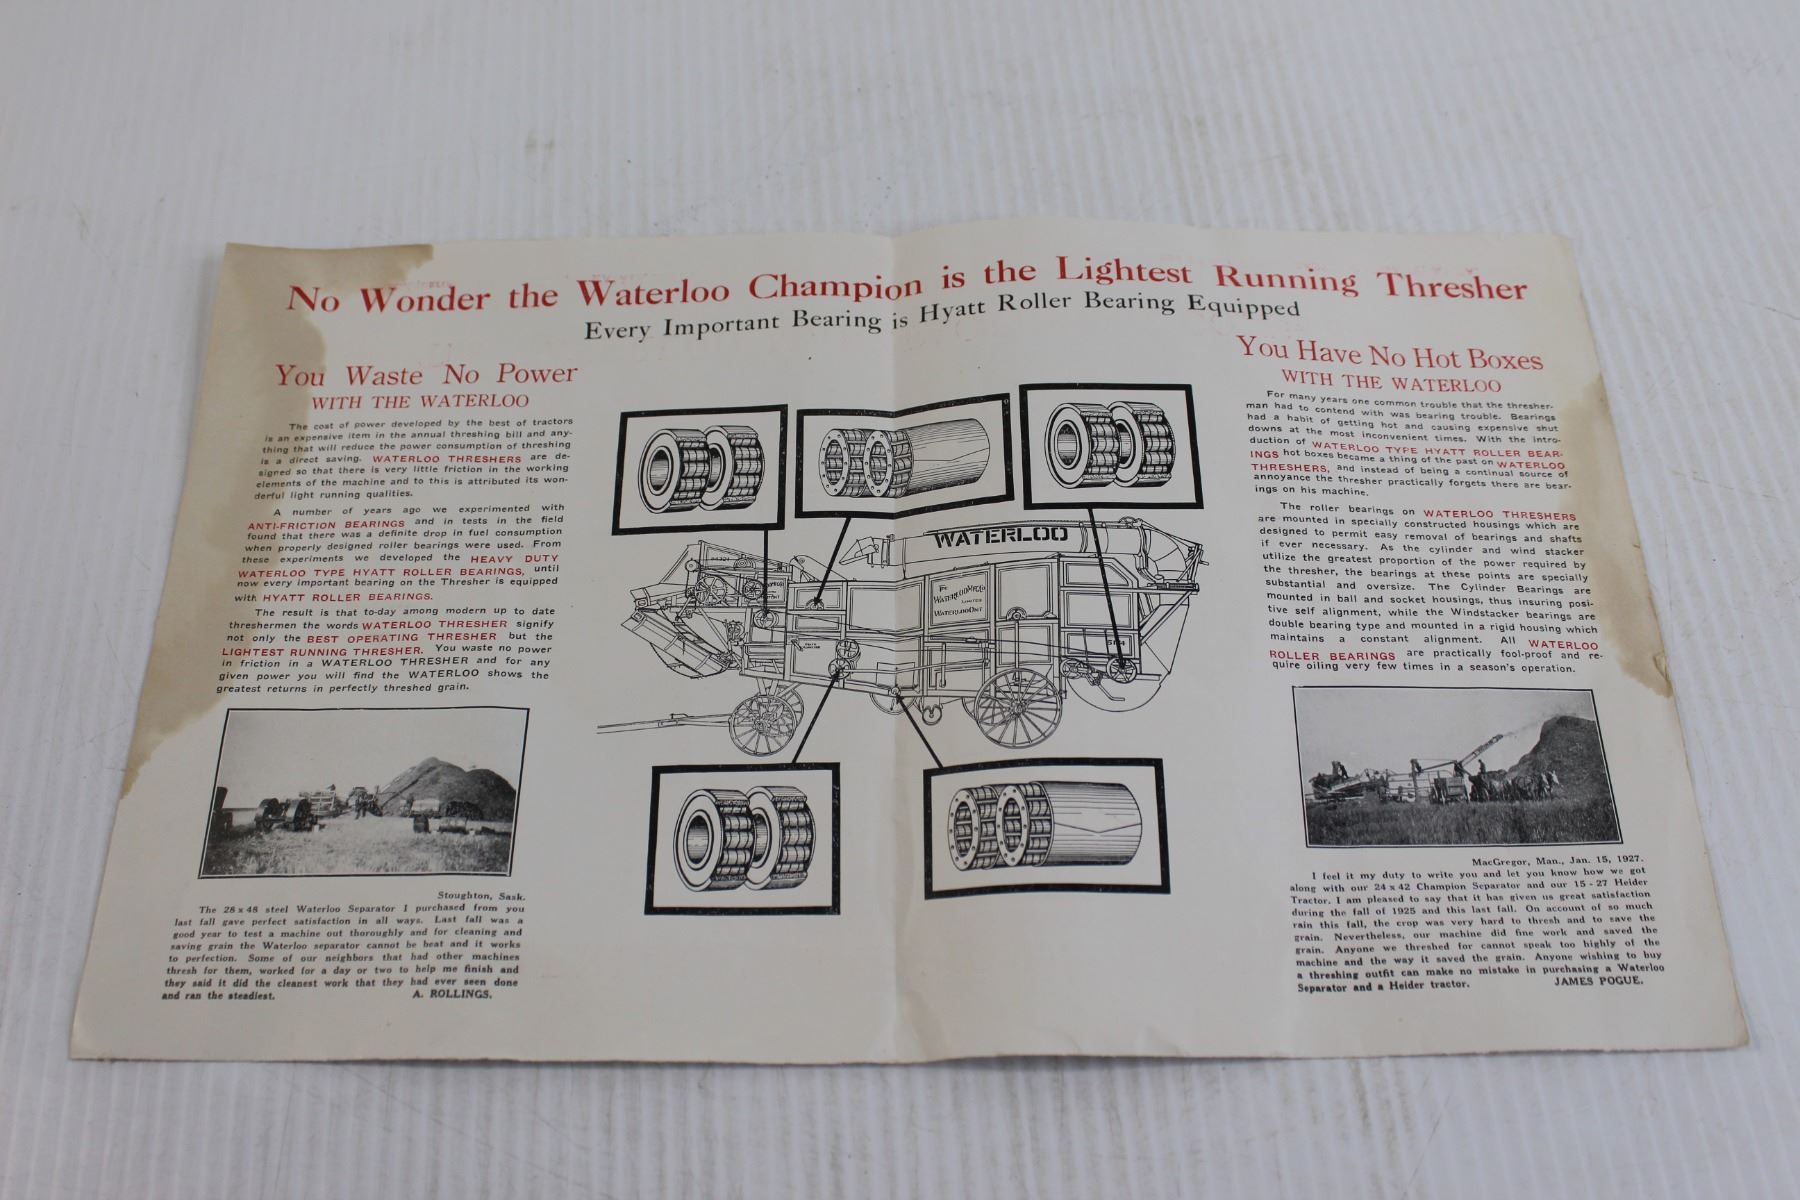 No Wonder the Waterloo Champion is the Lightest Running Thresher
Every Important Bearing is Hyatt Roller Bearing Equipped
You Waste No Power
WITH THE WATERLOO
The cost of power developed by the best of tractors
is an expensive item in the annual threshing bill and any-
thing that will reduce the power consumption of threshing
is a direct saving. WATERLOO THRESHERS are de-
signed so that there is very little friction in the working
elements of the machine and to this is attributed its won-
derful light running qualities.
A number of years ago we experimented with
ANTI-FRICTION BEARINGS and in tests in the field
found that there was a definite drop in fuel consumption
when properly designed roller bearings were used. From
these experiments we developed the HEAVY DUTY
WATERLOO TYPE HYATT ROLLER BEARINGS, until
now every important bearing on the Thresher is equipped
with HYATT ROLLER BEARINGS.
The result is that to-day among modern up to date
threshermen the words WATERLOO THRESHER signify
not only the BEST OPERATING THRESHER but the
LIGHTEST RUNNING THRESHER. You waste no power
in friction in a WATERLOO THRESHER and for any
given power you will find the WATERLOO shows the
greatest returns in perfectly threshed grain.
Stoughton, Sask.
The 28 x 48 steel Waterloo Separator I purchased from you
last fall gave perfect satisfaction in all ways. Last fall was a
good year to test a machine out thoroughly and for cleaning and
saving grain the Waterloo separator cannot be beat and it works
to perfection. Some of our neighbors that had other machines
thresh for them, worked for a day or two to help me finish and
they said it did the cleanest work that they had ever seen done
and ran the steadiest. A. ROLLINGS.
WATERLOO
THE
WATERLOO MFG CO
LIMITED
WATERLOO ONT
You Have No Hot Boxes
WITH THE WATERLOO
For many years one common trouble that the thresher-
man had to contend with was bearing trouble. Bearings
had a habit of getting hot and causing expensive shut
downs at the most inconvenient times. With the intro-
duction of WATERLOO TYPE HYATT ROLLER BEAR-
INGS hot boxes became a thing of the past on WATERLOO
THRESHERS, and instead of being a continual source of
annoyance the thresher practically forgets there are bear-
ings on his machine.
The roller bearings on WATERLOO THRESHERS
are mounted in specially constructed housings which are
designed to permit easy removal of bearings and shafts
if ever necessary. As the cylinder and wind stacker
utilize the greatest proportion of the power required by
the thresher, the bearings at these points are specially
substantial and oversize. The Cylinder Bearings are
mounted in ball and socket housings, thus insuring posi-
tive self alignment, while the Windstacker bearings are
double bearing type and mounted in a rigid housing which
maintains a constant alignment. All WATERLOO
ROLLER BEARINGS are practically fool-proof and re-
quire oiling very few times in a season's operation.
MacGregor, Man., Jan. 15, 1927.
I feel it my duty to write you and let you know how we got
along with our 24 x 42 Champion Separator and our 15 - 27 Heider
Tractor. I am pleased to say that it has given us great satisfaction
during the fall of 1925 and this last fall. On account of so much
rain this fall, the crop was very hard to thresh and to save the
grain. Nevertheless, our machine did fine work and saved the
grain. Anyone we threshed for cannot speak too highly of the
machine and the way it saved the grain. Anyone wishing to buy
a threshing outfit can make no mistake in purchasing a Waterloo
Separator and a Heider tractor. JAMES POGUE.